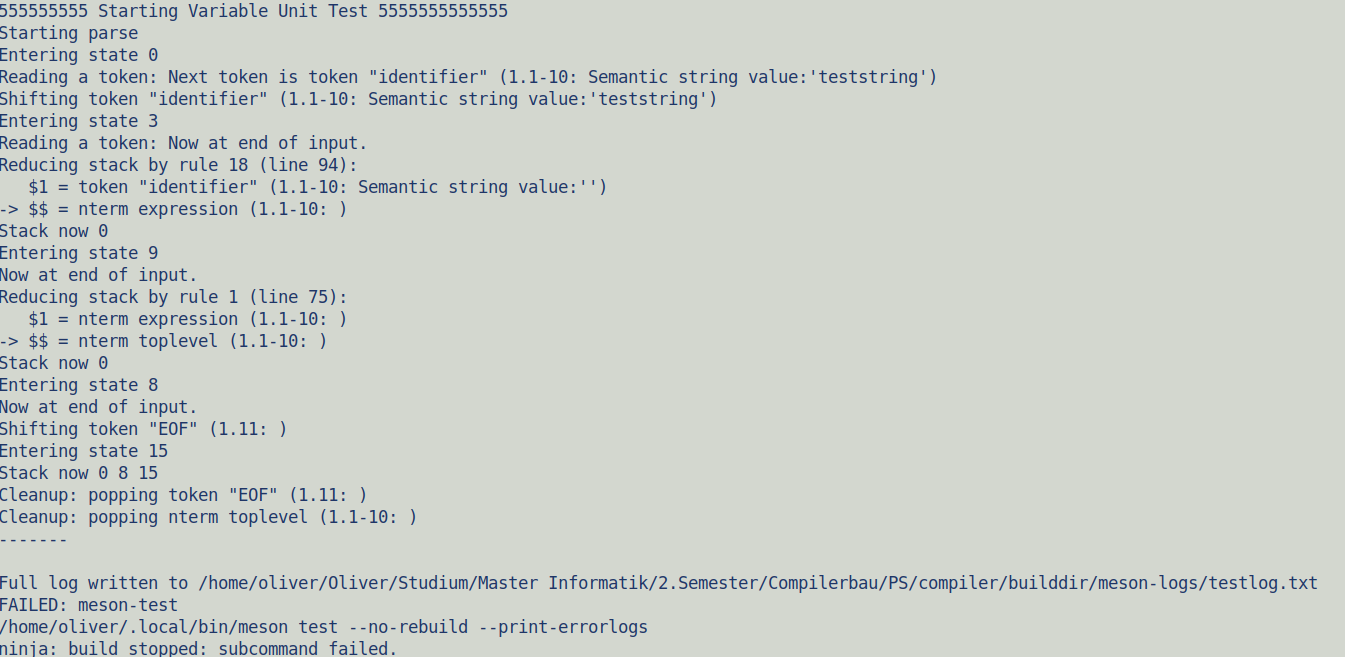 555555555 Starting Variable Unit Test 5555555555555
Starting parse
Entering state 0
Reading a token: Next token is token "identifier" (1.1-10: Semantic string value:'teststring')
Shifting token "identifier" (1.1-10: Semantic string value:'teststring')
Entering state 3
Reading a token: Now at end of input.
Reducing stack by rule 18 (line 94):
   $1 = token "identifier" (1.1-10: Semantic string value:'')
-> $$ = nterm expression (1.1-10: )
Stack now 0
Entering state 9
Now at end of input.
Reducing stack by rule 1 (line 75):
   $1 = nterm expression (1.1-10: )
-> $$ = nterm toplevel (1.1-10: )
Stack now 0
Entering state 8
Now at end of input.
Shifting token "EOF" (1.11: )
Entering state 15
Stack now 0 8 15
Cleanup: popping token "EOF" (1.11: )
Cleanup: popping nterm toplevel (1.1-10: )
-------
Full log written to /home/oliver/Oliver/Studium/Master Informatik/2.Semester/Compilerbau/PS/compiler/builddir/meson-logs/testlog.txt
FAILED: meson-test
/home/oliver/.local/bin/meson test --no-rebuild --print-errorlogs
ninja: build stopped: subcommand failed.